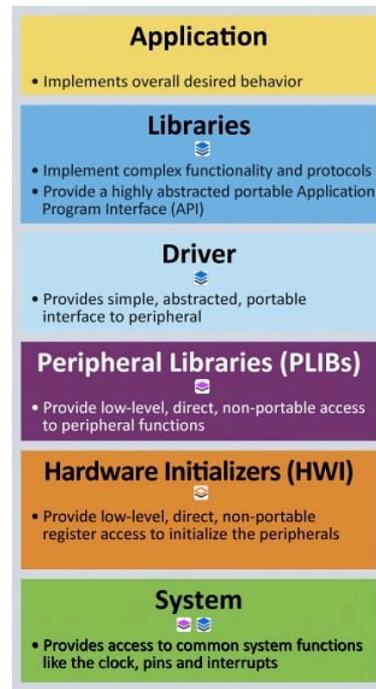 Application
• Implements overall desired behavior
Libraries
• Implement complex functionality and protocols
• Provide a highly abstracted portable Application
Program Interface (API)
Driver
• Provides simple, abstracted, portable
interface to peripheral
Peripheral Libraries (PLIBs)
• Provide low-level, direct, non-portable access
to peripheral functions
Hardware Initializers (HWI)
• Provide low-level, direct, non-portable
register access to initialize the peripherals
System
• Provides access to common system functions
like the clock, pins and interrupts